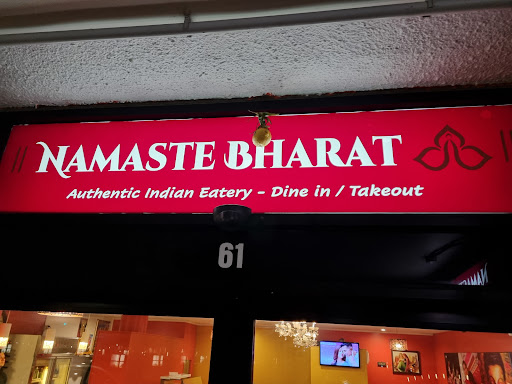 NAMASTE BHARAT
Authentic Indian Eatery - Dine in / Takeout
61